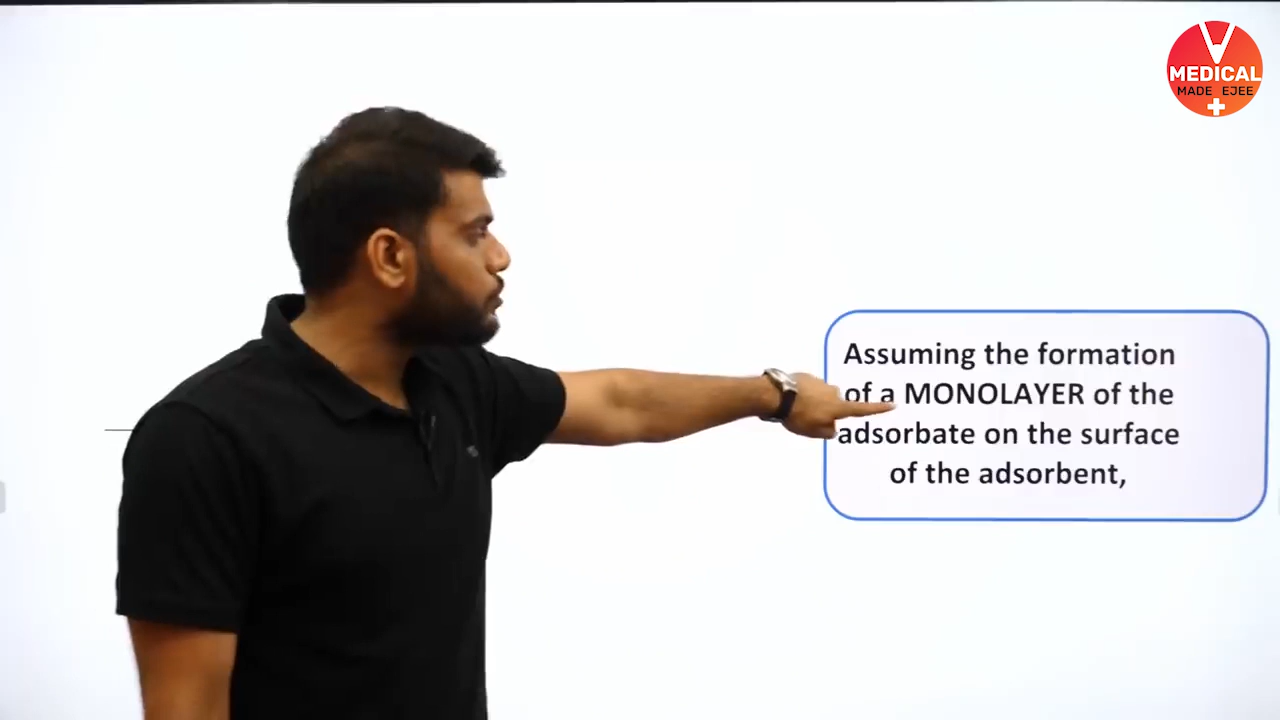 MEDICAL
MADE EJEE
Assuming the formation
of a MONOLAYER of the
adsorbate on the surface
of the adsorbent,